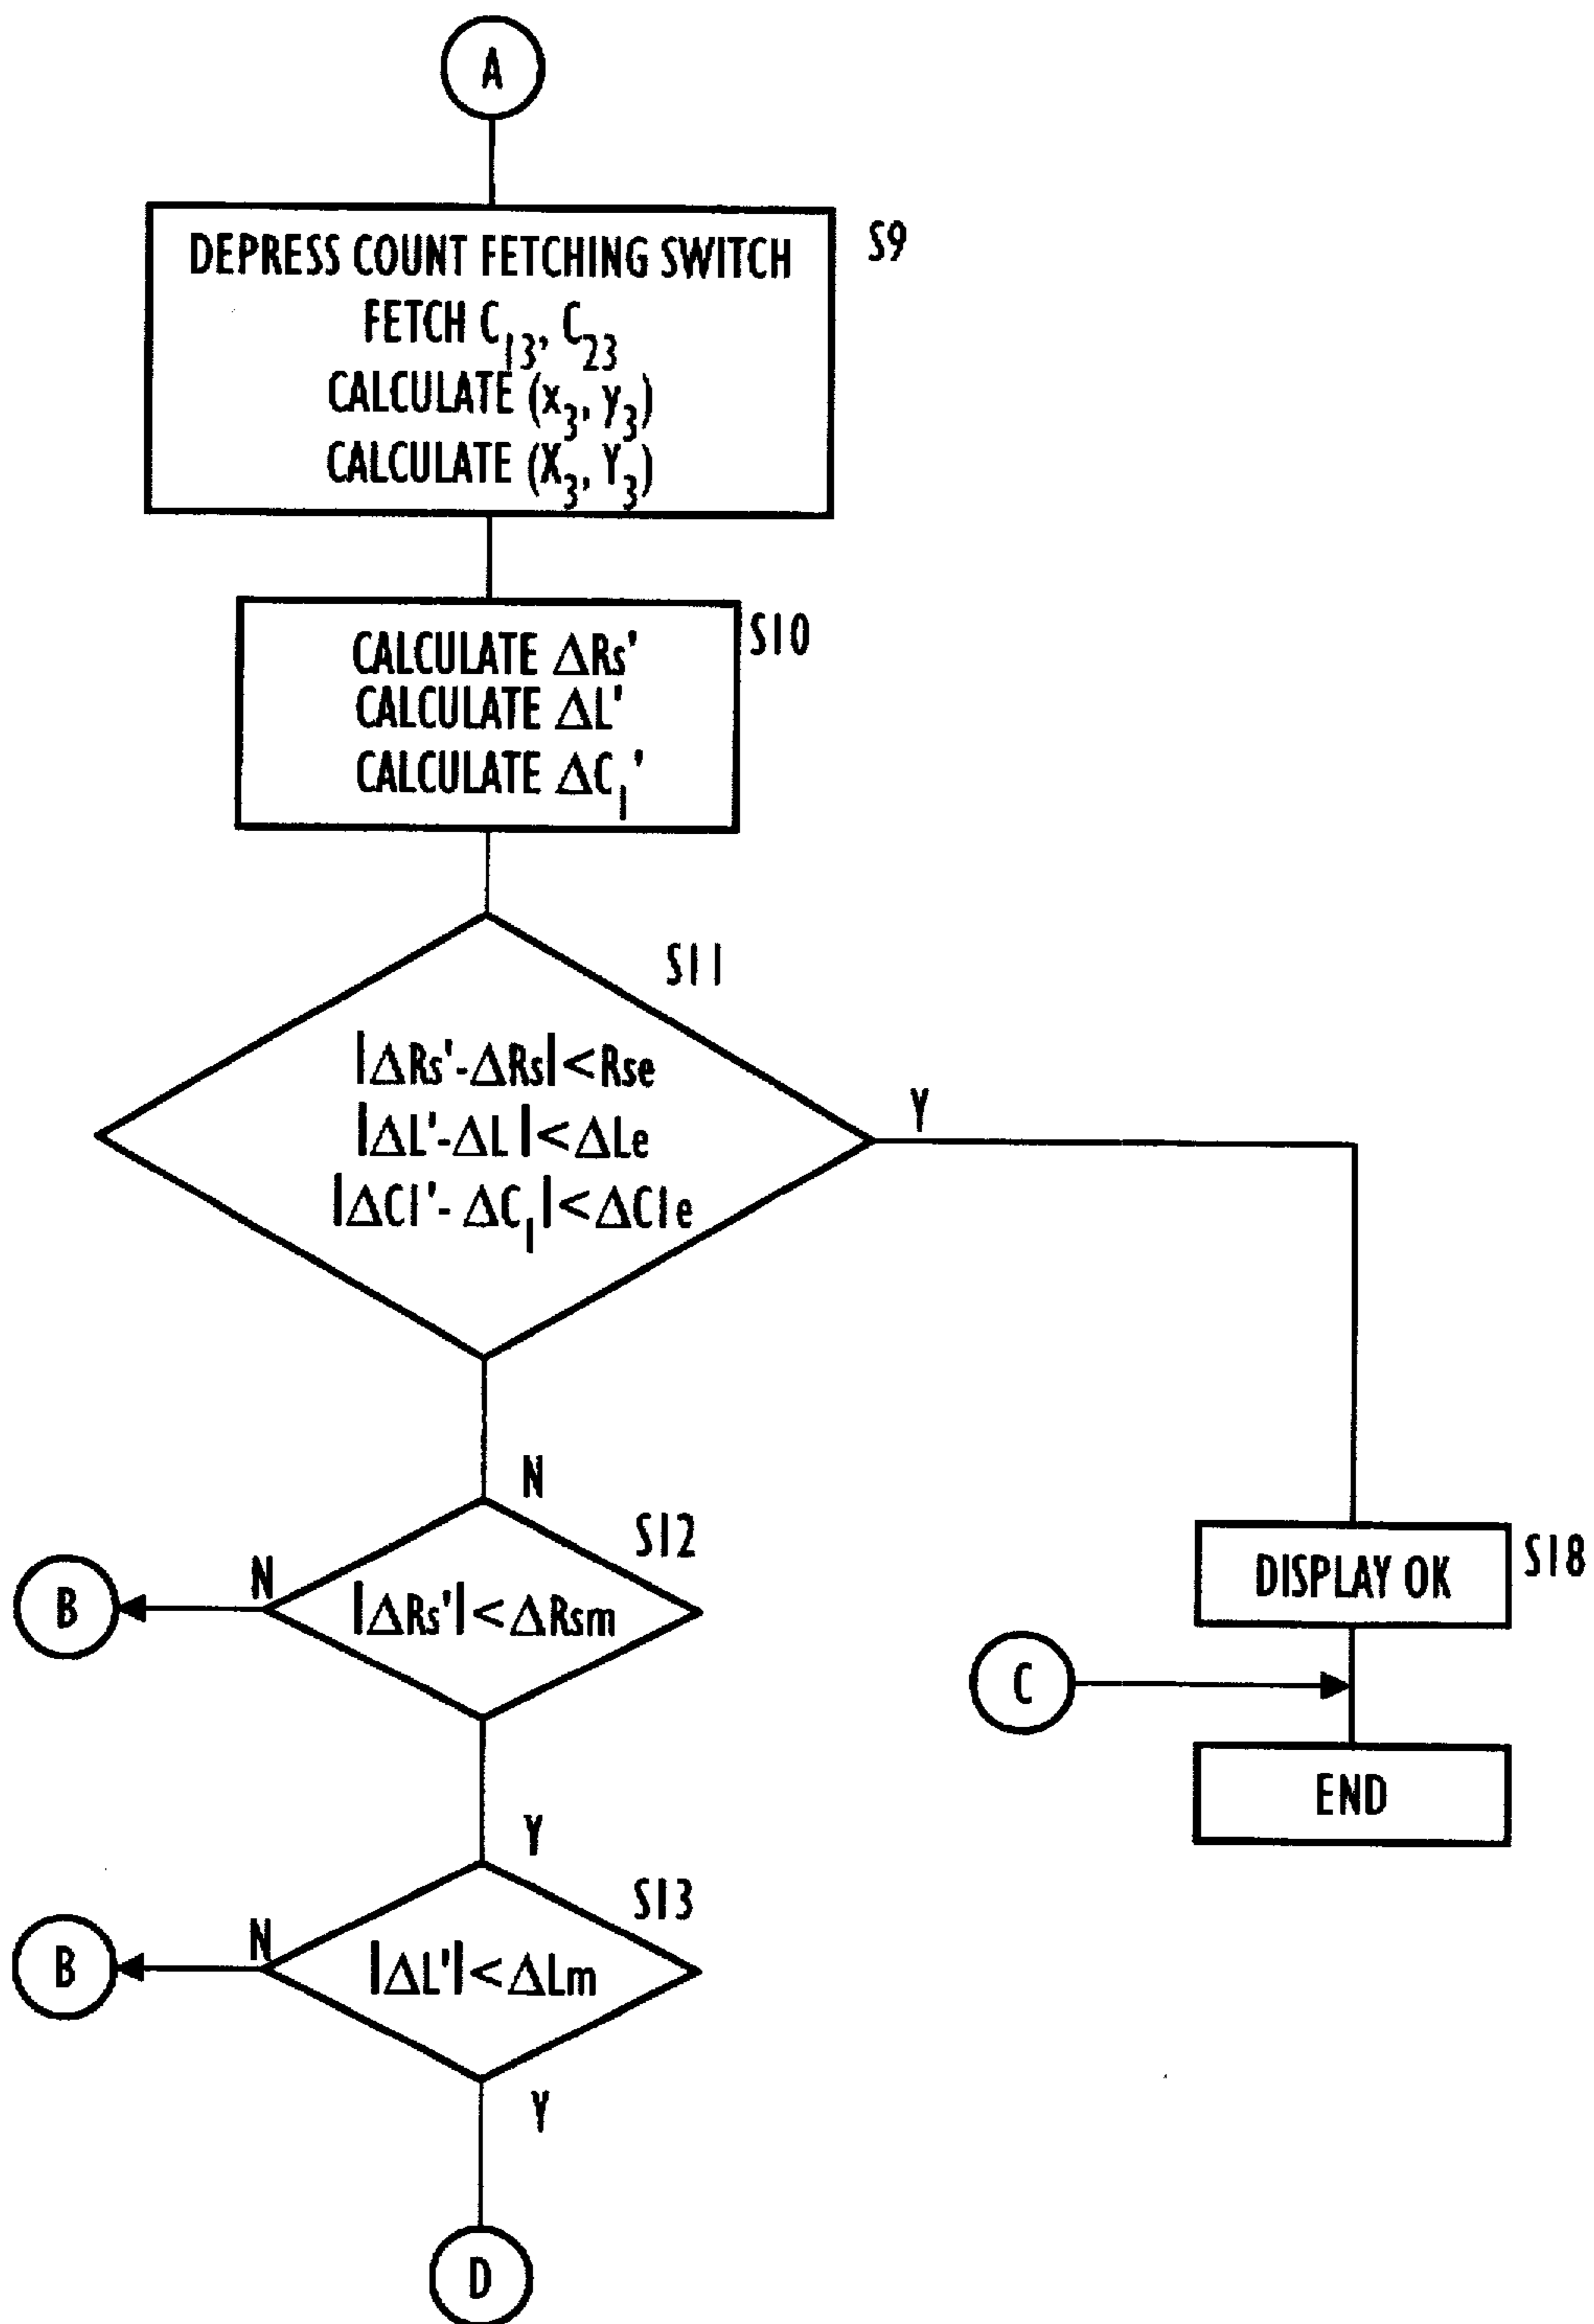 A
DEPRESS COUNT FETCHING SWITCH
FETCH C13, C23
CALCULATE (x3, y3)
CALCULATE (X3, Y3)
S9
CALCULATE ΔRs'
CALCULATE ΔL'
CALCULATE ΔC1'
S10
S11
|ΔRs'-ΔRs|<Rse
|ΔL'-ΔL|<ΔLe
|ΔC1'-ΔC1|<ΔC1e
Y
N
S12
|ΔRs'|<ΔRsm
N
B
Y
DISPLAY OK
S18
C
END
S13
|ΔL'|<ΔLm
N
B
Y
D